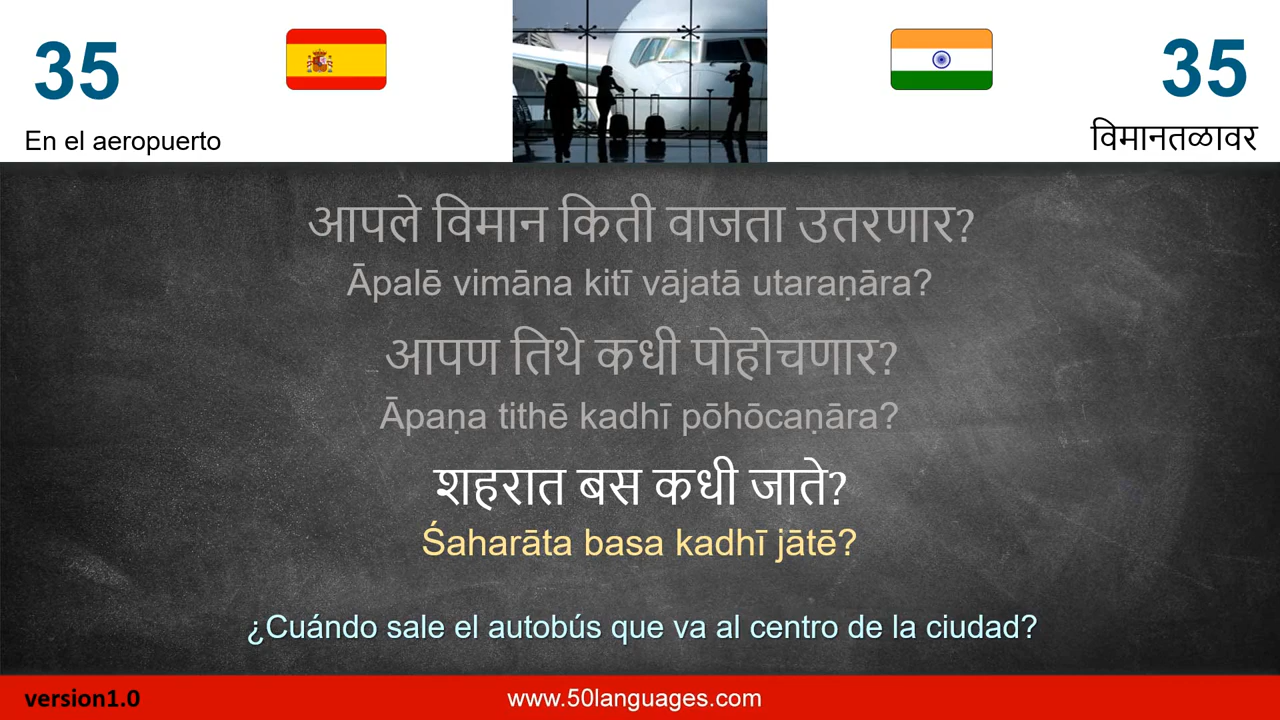 35
35
En el aeropuerto
विमानतळावर
आपले विमान किती वाजता उतरणार?
Āpalē vimāna kitī vājatā utaraṇāra?
आपण तिथे कधी पोहोचणार?
Āpaṇa tithē kadhī pōhōcaṇāra?
शहरात बस कधी जाते?
Śaharāta basa kadhī jātē?
¿Cuándo sale el autobús que va al centro de la ciudad?
version1.0
www.50languages.com